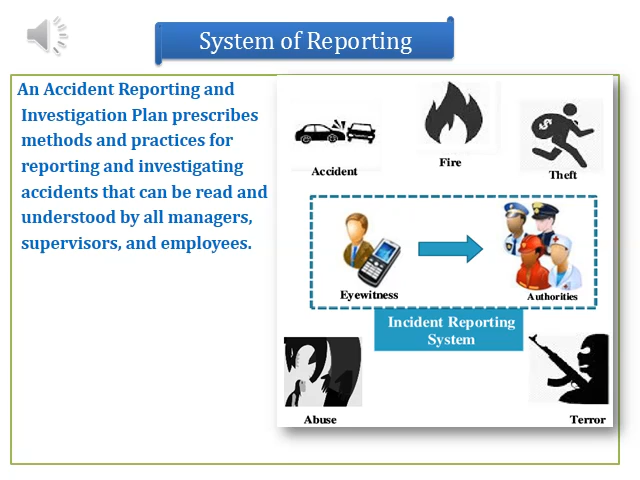 System of Reporting
An Accident Reporting and
Investigation Plan prescribes
methods and practices for
reporting and investigating
accidents that can be read and
understood by all managers,
supervisors, and employees.
Accident
Fire
Theft
$
Eyewitness
Authorities
Incident Reporting
System
Abuse
Terror